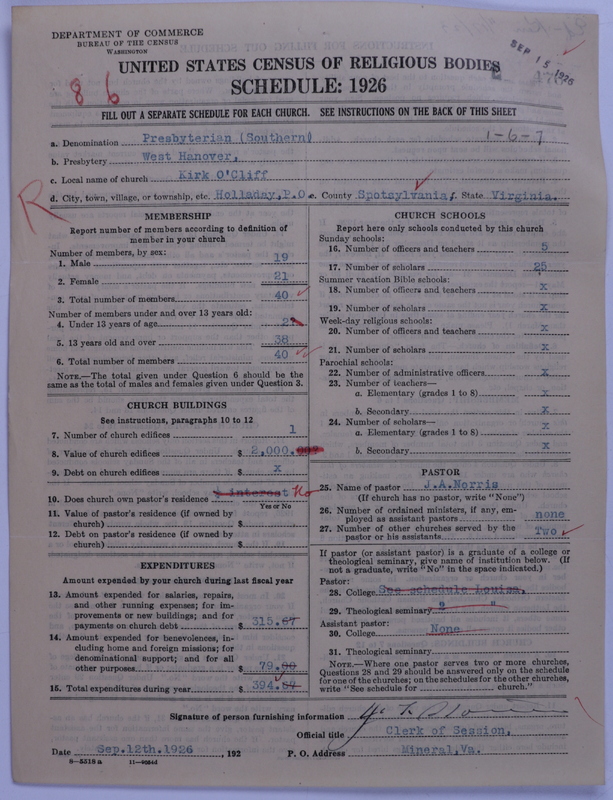 DEPARTMENT OF COMMERCE
BUREAU OF THE CENSUS
WASHINGTON
SEP 15 1926
UNITED STATES CENSUS OF RELIGIOUS BODIES
SCHEDULE: 1926
8 6
FILL OUT A SEPARATE SCHEDULE FOR EACH CHURCH. SEE INSTRUCTIONS ON THE BACK OF THIS SHEET
a. Denomination Presbyterian (Southern) 1-6-7
b. Presbytery West Hanover,
c. Local name of church Kirk O'Cliff
d. City, town, village, or township, etc. Holladay, P.O. e. County Spotsylvania, f. State Virginia.
R
MEMBERSHIP
Report number of members according to definition of
member in your church
Number of members, by sex:
1. Male 19
2. Female 21
3. Total number of members 40
Number of members under and over 13 years old:
4. Under 13 years of age 2
5. 13 years old and over 38
6. Total number of members 40
NOTE.—The total given under Question 6 should be the
same as the total of males and females given under Question 3.
CHURCH BUILDINGS
See instructions, paragraphs 10 to 12
7. Number of church edifices 1
8. Value of church edifices $ 2,000.
9. Debt on church edifices $ x
10. Does church own pastor's residence interest No
Yes or No
11. Value of pastor's residence (if owned by
church) $
12. Debt on pastor's residence (if owned by
church) $
EXPENDITURES
Amount expended by your church during last fiscal year
13. Amount expended for salaries, repairs,
and other running expenses; for im-
provements or new buildings; and for
payments on church debt $ 315.67
14. Amount expended for benevolences, in-
cluding home and foreign missions; for
denominational support; and for all
other purposes $ 79.00
15. Total expenditures during year $ 394.67
CHURCH SCHOOLS
Report here only schools conducted by this church
Sunday schools:
16. Number of officers and teachers 5
17. Number of scholars 25
Summer vacation Bible schools:
18. Number of officers and teachers x
19. Number of scholars x
Week-day religious schools:
20. Number of officers and teachers x
21. Number of scholars x
Parochial schools:
22. Number of administrative officers x
23. Number of teachers—
a. Elementary (grades 1 to 8) x
b. Secondary x
24. Number of scholars—
a. Elementary (grades 1 to 8) x
b. Secondary x
PASTOR
25. Name of pastor J.A.Norris
(If church has no pastor, write "None")
26. Number of ordained ministers, if any, em-
ployed as assistant pastors none
27. Number of other churches served by the
pastor or his assistants Two
If pastor (or assistant pastor) is a graduate of a college or
theological seminary, give name of institution below. (If
not a graduate, write "No" in the space indicated.)
Pastor:
28. College See schedule Louisa,
29. Theological seminary " "
Assistant pastor:
30. College None
31. Theological seminary
NOTE.—Where one pastor serves two or more churches,
Questions 28 and 29 should be answered only on the schedule
for one of the churches; on the schedules for the other churches,
write "See schedule for church."
Signature of person furnishing information
Official title Clerk of Session,
Date Sep.12th.1926 , 192 P. O. Address Mineral,Va.
8-5518a 11-9084d